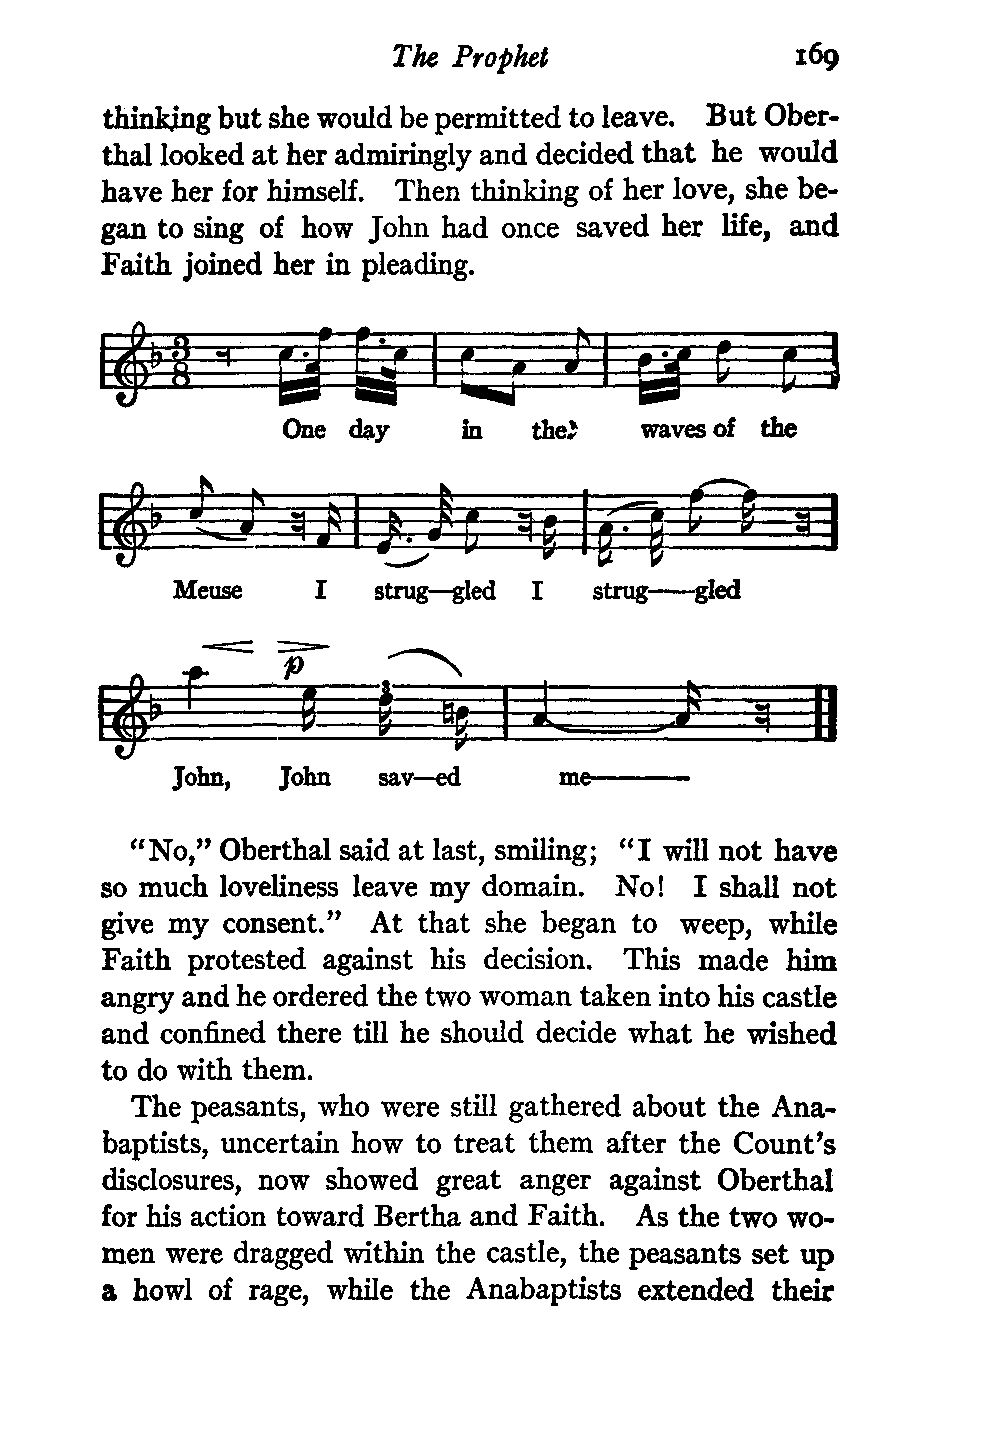 The Prophet 169
thinking but she would be permitted to leave. But Ober-
thal looked at her admiringly and decided that he would
have her for himself. Then thinking of her love, she be-
gan to sing of how John had once saved her life, and
Faith joined her in pleading.
3
8
One day in the waves of the
Meuse I strug—gled I strug—gled
p
John, John sav—ed me—
"No," Oberthal said at last, smiling; "I will not have
so much loveliness leave my domain. No! I shall not
give my consent." At that she began to weep, while
Faith protested against his decision. This made him
angry and he ordered the two woman taken into his castle
and confined there till he should decide what he wished
to do with them.
The peasants, who were still gathered about the Ana-
baptists, uncertain how to treat them after the Count's
disclosures, now showed great anger against Oberthal
for his action toward Bertha and Faith. As the two wo-
men were dragged within the castle, the peasants set up
a howl of rage, while the Anabaptists extended their